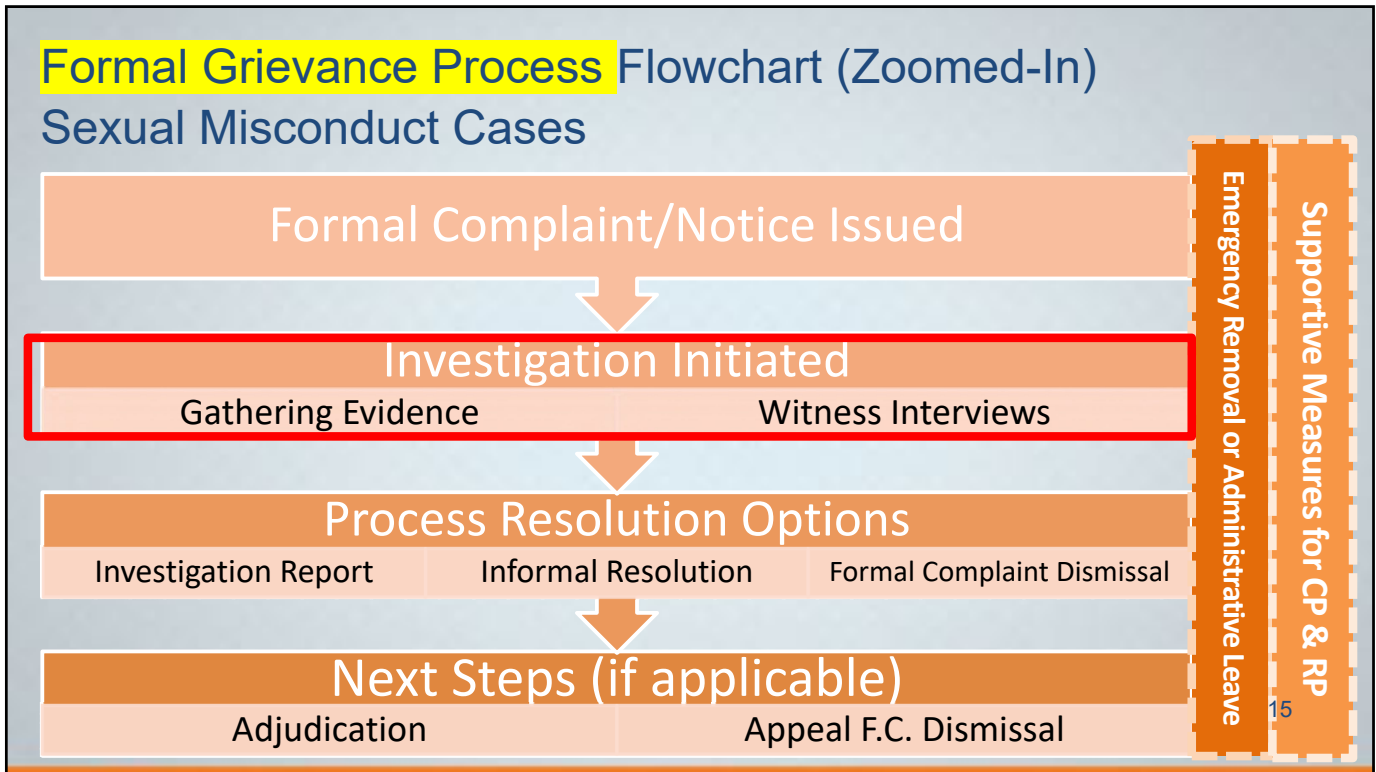 Formal Grievance Process Flowchart (Zoomed-In)
Sexual Misconduct Cases
Formal Complaint/Notice Issued
Investigation Initiated
Gathering Evidence
Witness Interviews
Process Resolution Options
Investigation Report
Informal Resolution
Formal Complaint Dismissal
Next Steps (if applicable)
Adjudication
Appeal F.C. Dismissal
Emergency Removal or Administrative Leave
Supportive Measures for CP & RP
15